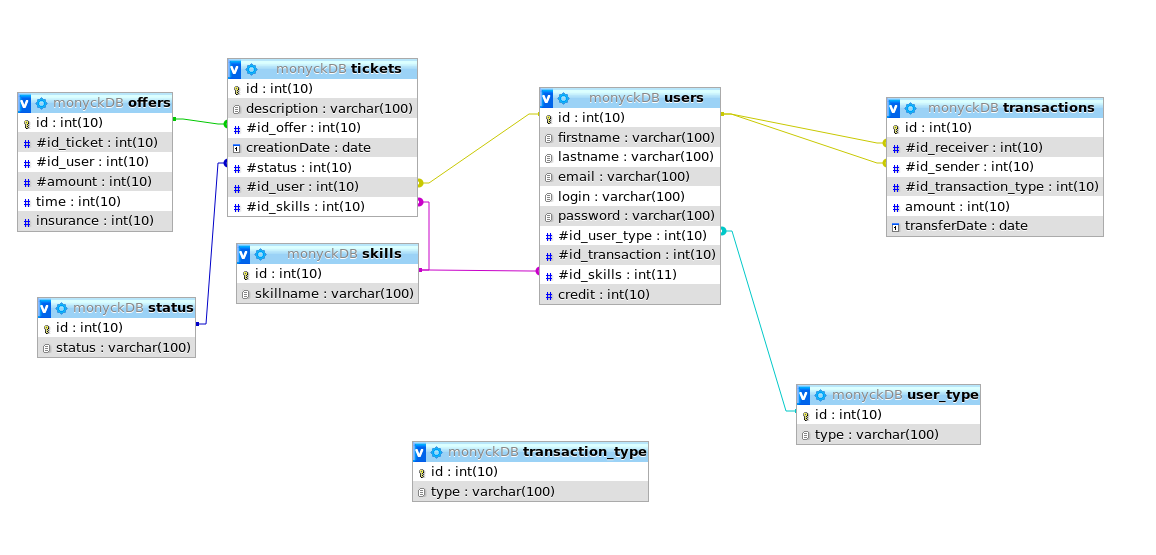 monyckDB offers
id : int(10)
#id_ticket : int(10)
#id_user : int(10)
#amount : int(10)
time : int(10)
insurance : int(10)
monyckDB tickets
id : int(10)
description : varchar(100)
#id_offer : int(10)
creationDate : date
#status : int(10)
#id_user : int(10)
#id_skills : int(10)
monyckDB skills
id : int(10)
skillname : varchar(100)
monyckDB status
id : int(10)
status : varchar(100)
monyckDB users
id : int(10)
firstname : varchar(100)
lastname : varchar(100)
email : varchar(100)
login : varchar(100)
password : varchar(100)
#id_user_type : int(10)
#id_transaction : int(10)
#id_skills : int(11)
credit : int(10)
monyckDB transactions
id : int(10)
#id_receiver : int(10)
#id_sender : int(10)
#id_transaction_type : int(10)
amount : int(10)
transferDate : date
monyckDB user_type
id : int(10)
type : varchar(100)
monyckDB transaction_type
id : int(10)
type : varchar(100)